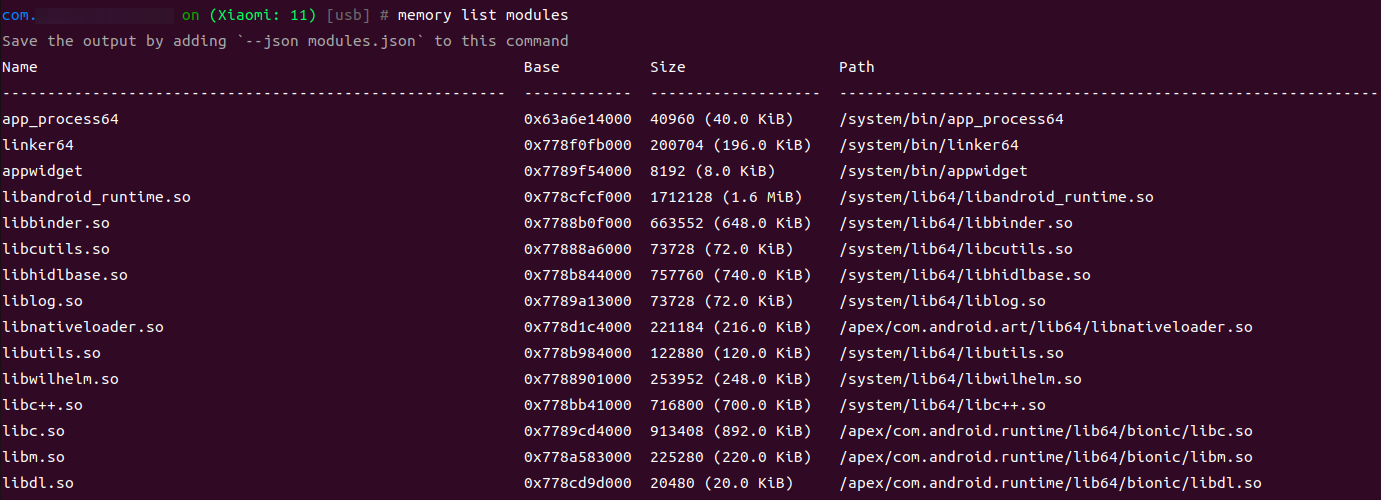 com. on (Xiaomi: 11) [usb] # memory list modules
Save the output by adding `--json modules.json` to this command
Name Base Size Path
-------------------------------------------------------- ------------ ------------------- ------------------------------------------------------------
app_process64 0x63a6e14000 40960 (40.0 KiB) /system/bin/app_process64
linker64 0x778f0fb000 200704 (196.0 KiB) /system/bin/linker64
appwidget 0x7789f54000 8192 (8.0 KiB) /system/bin/appwidget
libandroid_runtime.so 0x778cfcf000 1712128 (1.6 MiB) /system/lib64/libandroid_runtime.so
libbinder.so 0x7788b0f000 663552 (648.0 KiB) /system/lib64/libbinder.so
libcutils.so 0x77888a6000 73728 (72.0 KiB) /system/lib64/libcutils.so
libhidlbase.so 0x778b844000 757760 (740.0 KiB) /system/lib64/libhidlbase.so
liblog.so 0x7789a13000 73728 (72.0 KiB) /system/lib64/liblog.so
libnativeloader.so 0x778d1c4000 221184 (216.0 KiB) /apex/com.android.art/lib64/libnativeloader.so
libutils.so 0x778b984000 122880 (120.0 KiB) /system/lib64/libutils.so
libwilhelm.so 0x7788901000 253952 (248.0 KiB) /system/lib64/libwilhelm.so
libc++.so 0x778bb41000 716800 (700.0 KiB) /system/lib64/libc++.so
libc.so 0x7789cd4000 913408 (892.0 KiB) /apex/com.android.runtime/lib64/bionic/libc.so
libm.so 0x778a583000 225280 (220.0 KiB) /apex/com.android.runtime/lib64/bionic/libm.so
libdl.so 0x778cd9d000 20480 (20.0 KiB) /apex/com.android.runtime/lib64/bionic/libdl.so